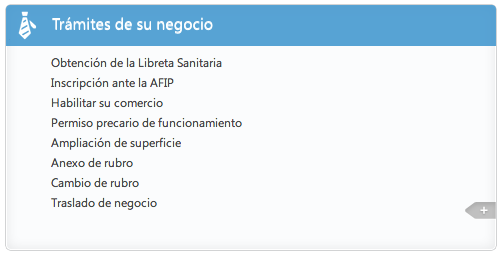 Trámites de su negocio
Obtención de la Libreta Sanitaria
Inscripción ante la AFIP
Habilitar su comercio
Permiso precario de funcionamiento
Ampliación de superficie
Anexo de rubro
Cambio de rubro
Traslado de negocio
+